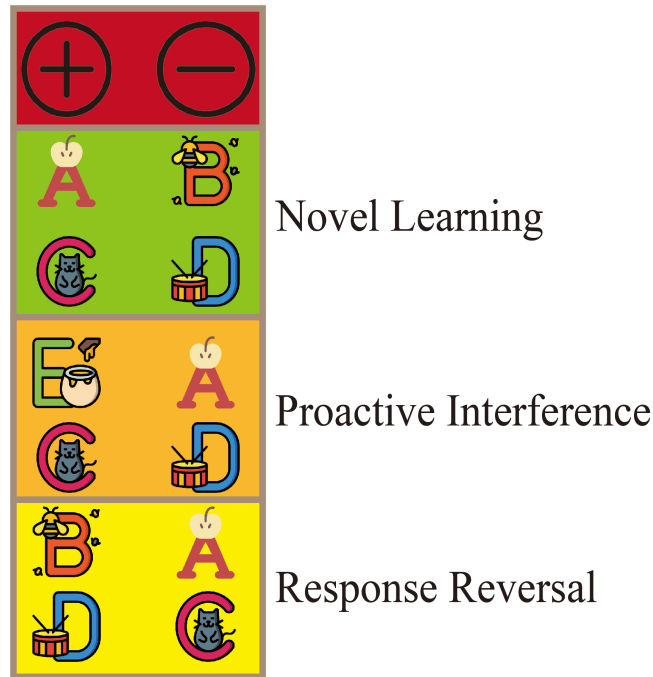 + −
A B
Novel Learning
C D
E A
Proactive Interference
C D
B A
Response Reversal
D C